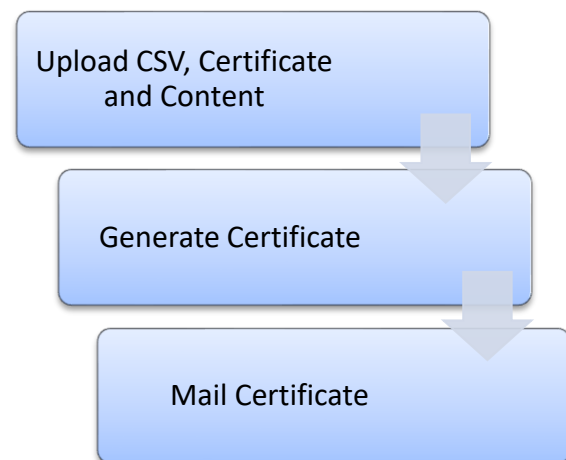 Upload CSV, Certificate
and Content
Generate Certificate
Mail Certificate